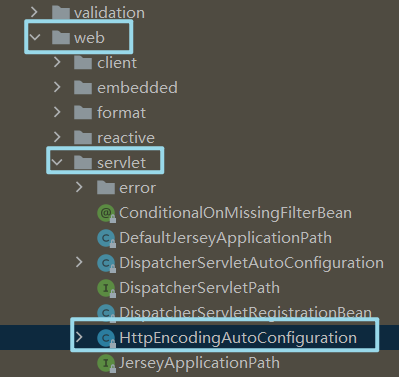 validation
web
client
embedded
format
reactive
servlet
error
ConditionalOnMissingFilterBean
DefaultJerseyApplicationPath
DispatcherServletAutoConfiguration
DispatcherServletPath
DispatcherServletRegistrationBean
HttpEncodingAutoConfiguration
JerseyApplicationPath